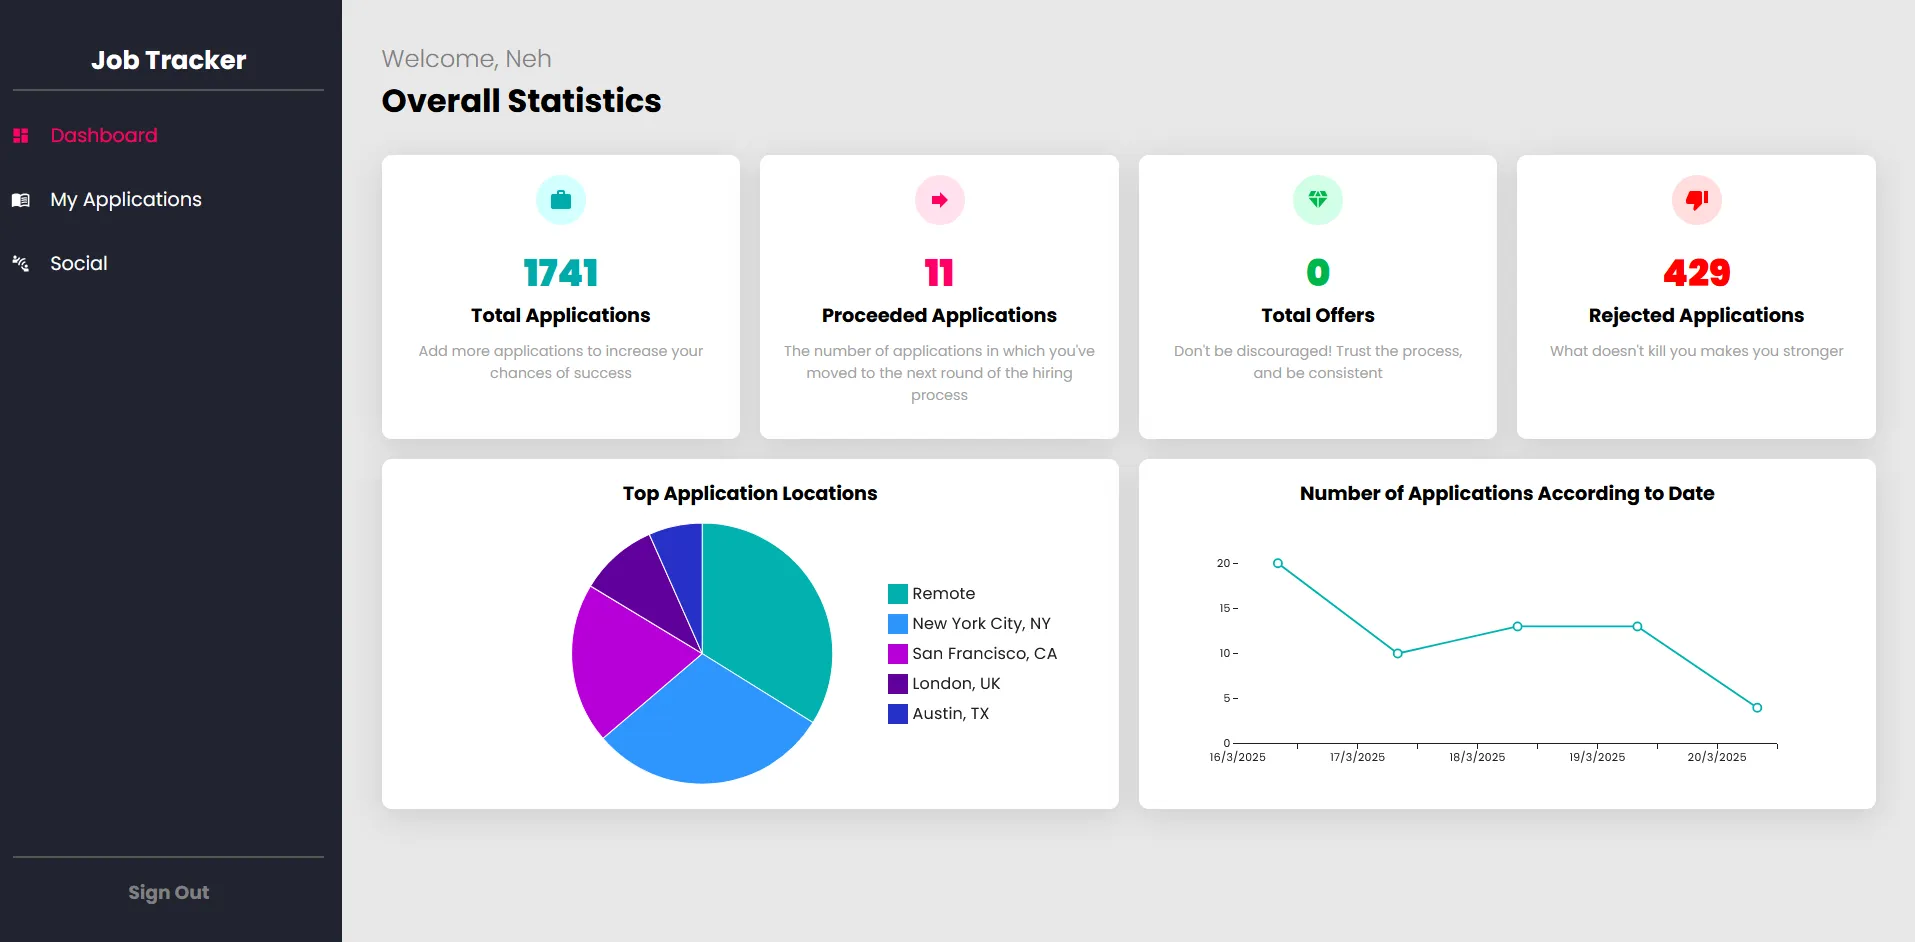 Job Tracker
Dashboard
My Applications
Social
Sign Out
Welcome, Neh
Overall Statistics
1741
Total Applications
Add more applications to increase your
chances of success
11
Proceeded Applications
The number of applications in which you've
moved to the next round of the hiring
process
0
Total Offers
Don't be discouraged! Trust the process,
and be consistent
429
Rejected Applications
What doesn't kill you makes you stronger
Top Application Locations
Remote
New York City, NY
San Francisco, CA
London, UK
Austin, TX
Number of Applications According to Date
20
15
10
5
0
16/3/2025 17/3/2025 18/3/2025 19/3/2025 20/3/2025